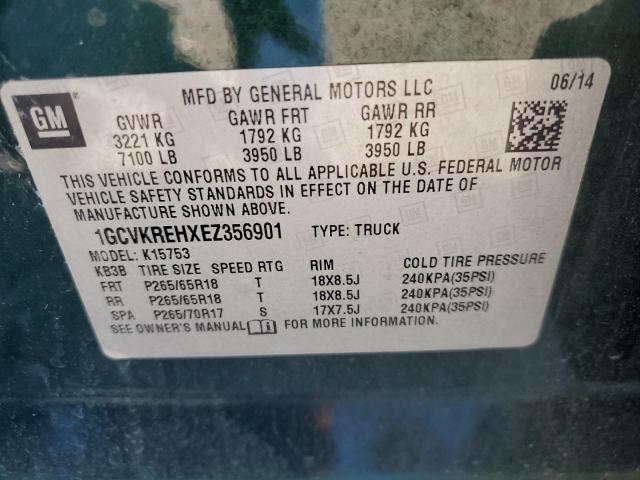 GM
MFD BY GENERAL MOTORS LLC
06/14
GVWR GAWR FRT GAWR RR
3221 KG 1792 KG 1792 KG
7100 LB 3950 LB 3950 LB
THIS VEHICLE CONFORMS TO ALL APPLICABLE U.S. FEDERAL MOTOR
VEHICLE SAFETY STANDARDS IN EFFECT ON THE DATE OF
MANUFACTURE SHOWN ABOVE.
1GCVKREHXEZ356901 TYPE: TRUCK
MODEL: K15753
KB3B TIRE SIZE SPEED RTG RIM COLD TIRE PRESSURE
FRT P265/65R18 T 18X8.5J 240KPA(35PSI)
RR P265/65R18 T 18X8.5J 240KPA(35PSI)
SPA P265/70R17 S 17X7.5J 240KPA(35PSI)
SEE OWNER'S MANUAL FOR MORE INFORMATION.